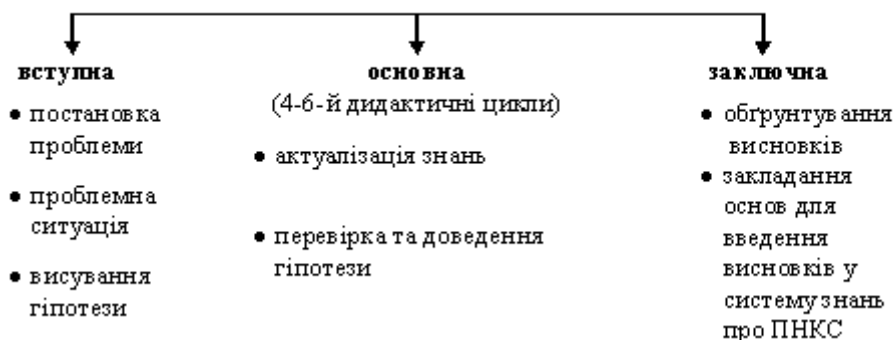 вступна
● постановка
проблеми
● проблемна
ситуація
● висування
гіпотези
основна
(4-6-й дидактичні цикли)
● актуалізація знань
● перевірка та доведення
гіпотези
заключна
● обґрунтування
висновків
● закладання
основ для
введення
висновків у
систему знань
про ПНКС